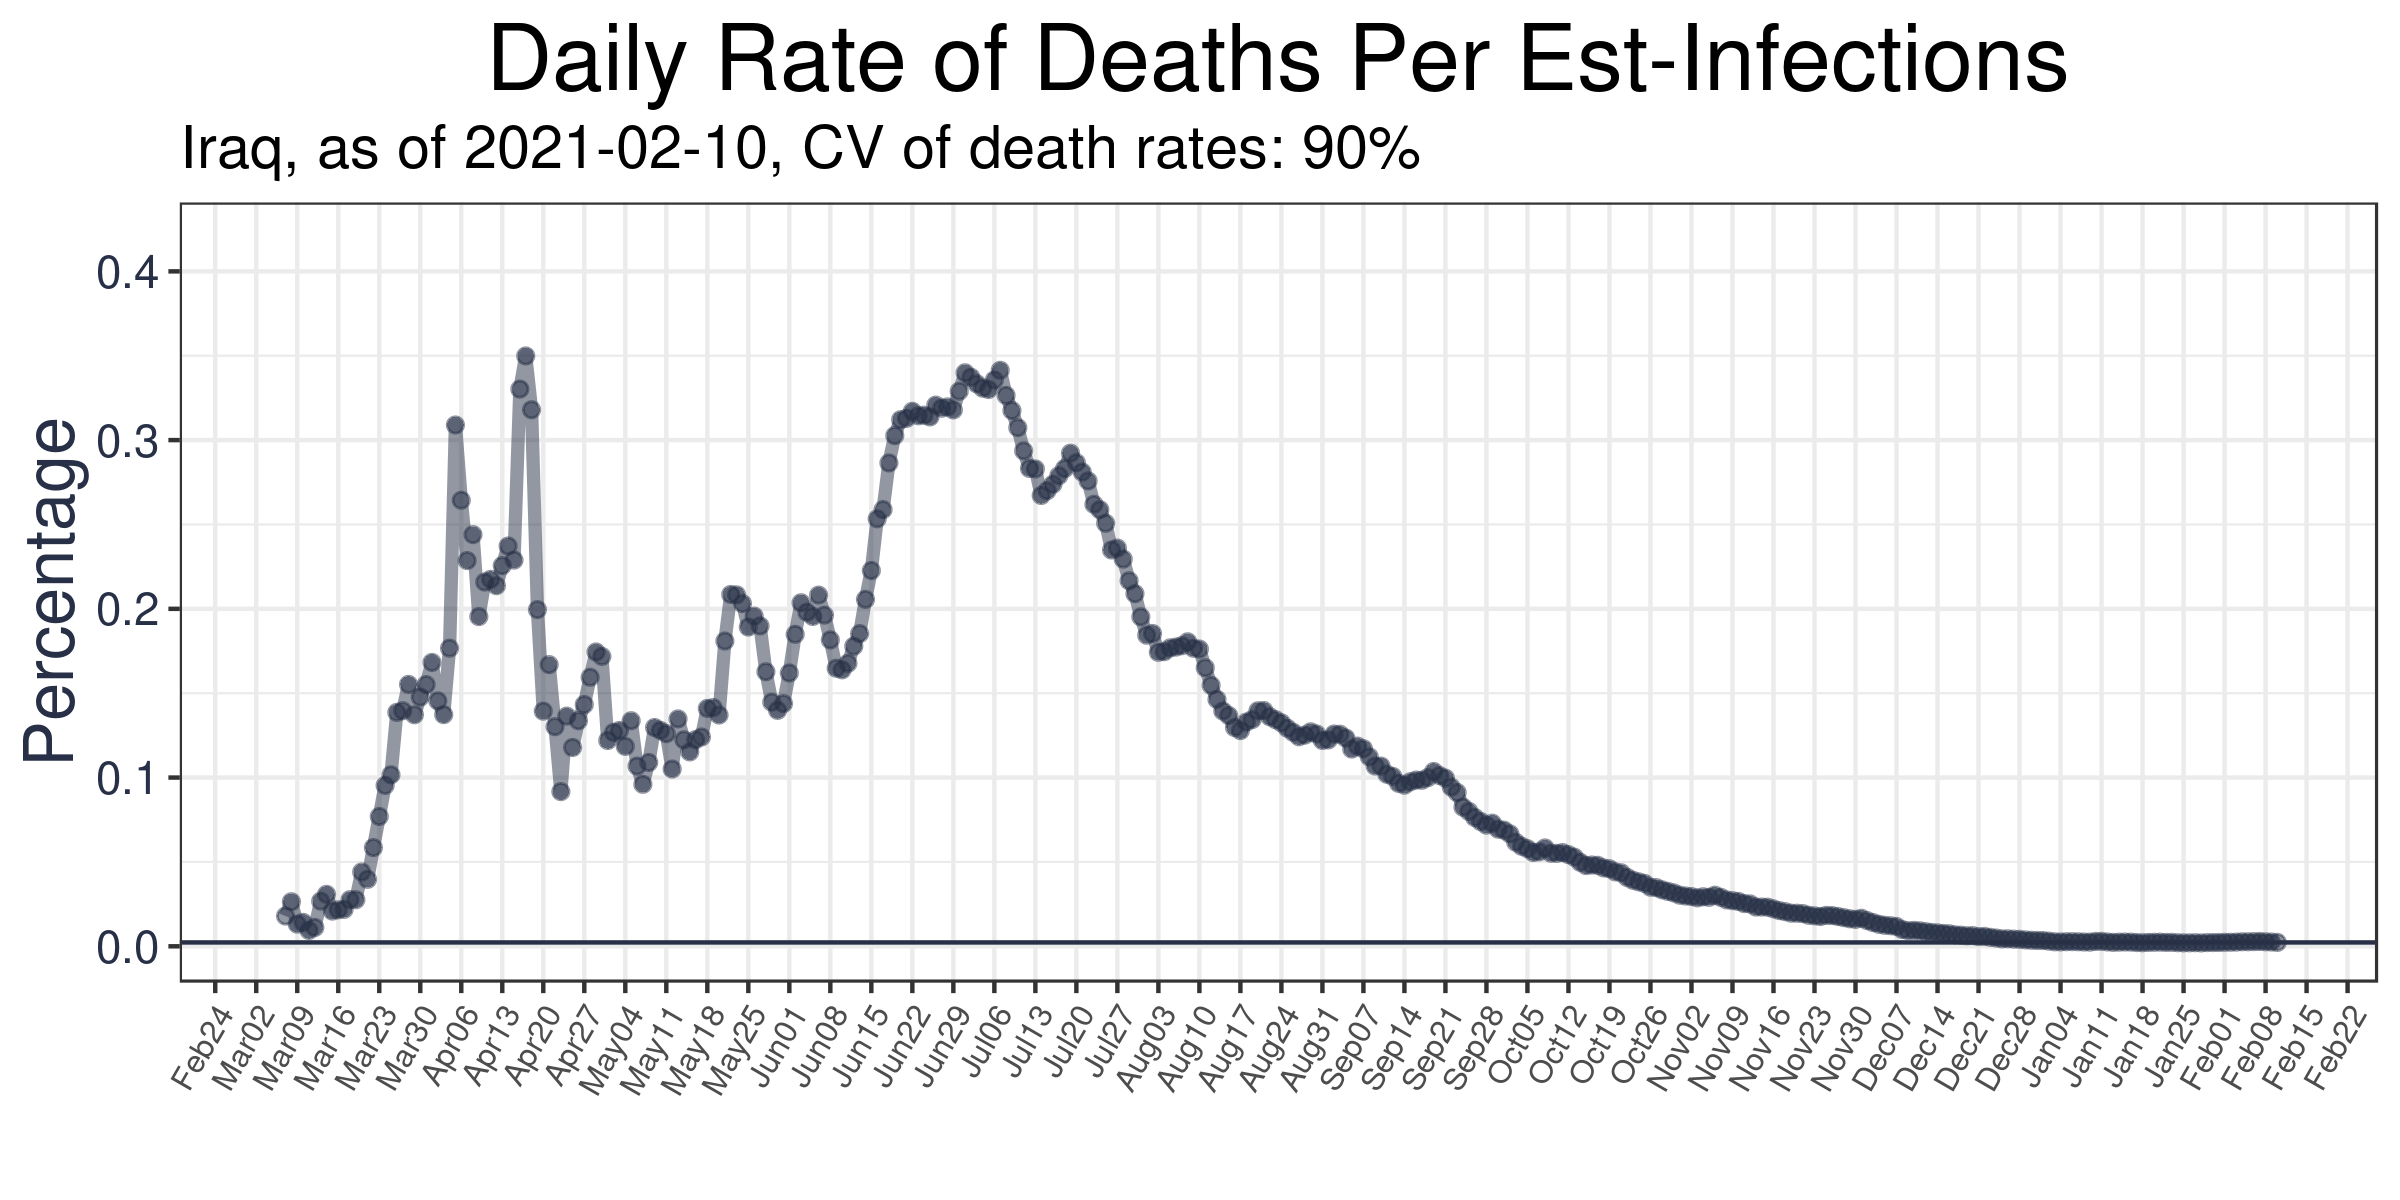 Daily Rate of Deaths Per Est-Infections
Iraq, as of 2021-02-10, CV of death rates: 90%
Percentage
0.4
0.3
0.2
0.1
0.0
Feb24
Mar02
Mar09
Mar16
Mar23
Mar30
Apr06
Apr13
Apr20
Apr27
May04
May11
May18
May25
Jun01
Jun08
Jun15
Jun22
Jun29
Jul06
Jul13
Jul20
Jul27
Aug03
Aug10
Aug17
Aug24
Aug31
Sep07
Sep14
Sep21
Sep28
Oct05
Oct12
Oct19
Oct26
Nov02
Nov09
Nov16
Nov23
Nov30
Dec07
Dec14
Dec21
Dec28
Jan04
Jan11
Jan18
Jan25
Feb01
Feb08
Feb15
Feb22